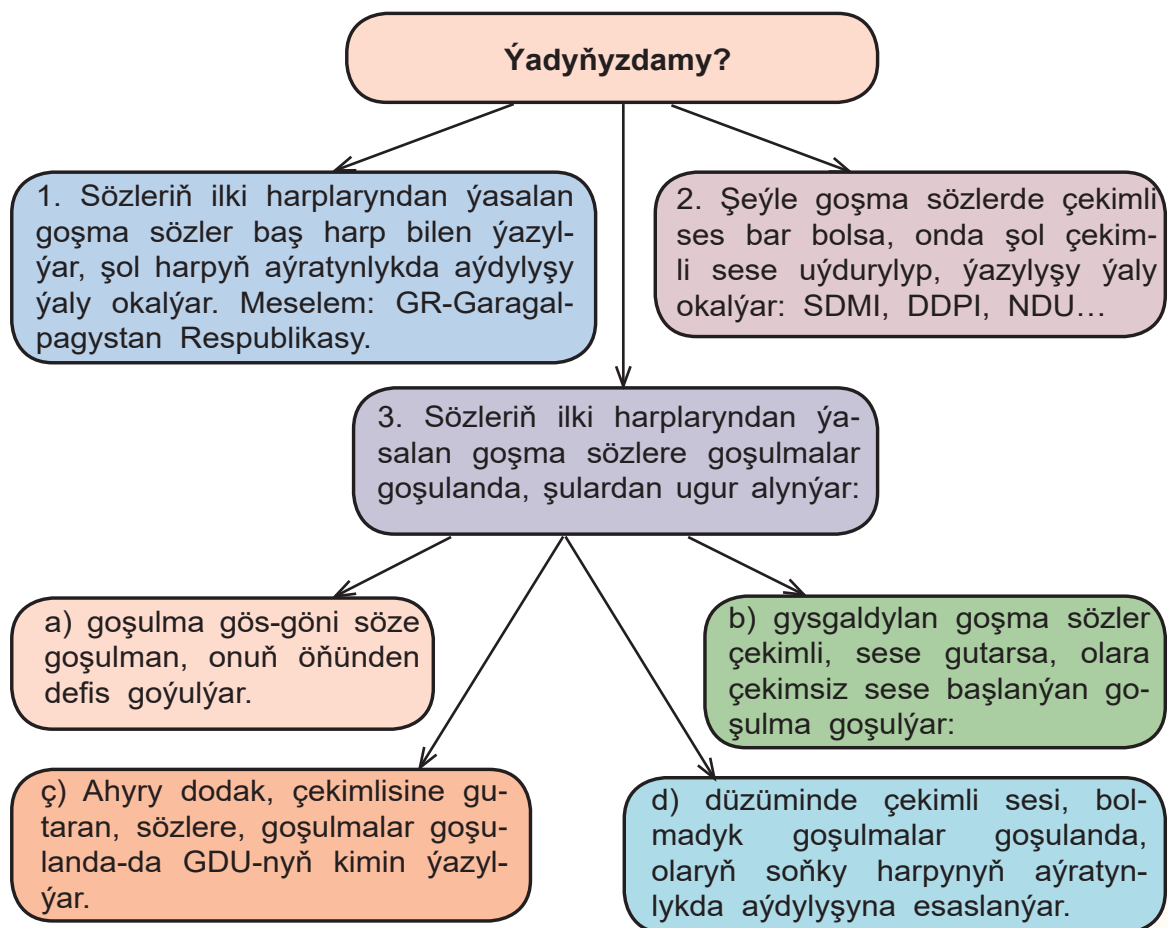 Ýadyňyzdamy?
1. Sözleriň ilki harplaryndan ýasalan
goşma sözler baş harp bilen ýazyl-
ýar, şol harpyň aýratynlykda aýdylyşy
ýaly okalýar. Meselem: GR-Garagal-
pagystan Respublikasy.
2. Şeýle goşma sözlerde çekimli
ses bar bolsa, onda şol çekim-
li sese uýdurylyp, ýazylyşy ýaly
okalýar: SDMI, DDPI, NDU…
3. Sözleriň ilki harplaryndan ýa-
salan goşma sözlere goşulmalar
goşulanda, şulardan ugur alynýar:
a) goşulma gös-göni söze
goşulman, onuň öňünden
defis goýulýar.
b) gysgaldylan goşma sözler
çekimli, sese gutarsa, olara
çekimsiz sese başlanýan go-
şulma goşulýar:
ç) Ahyry dodak, çekimlisine gu-
taran, sözlere, goşulmalar goşu-
landa-da GDU-nyň kimin ýazyl-
ýar.
d) düzüminde çekimli sesi, bol-
madyk goşulmalar goşulanda,
olaryň soňky harpynyň aýratyn-
lykda aýdylyşyna esaslanýar.